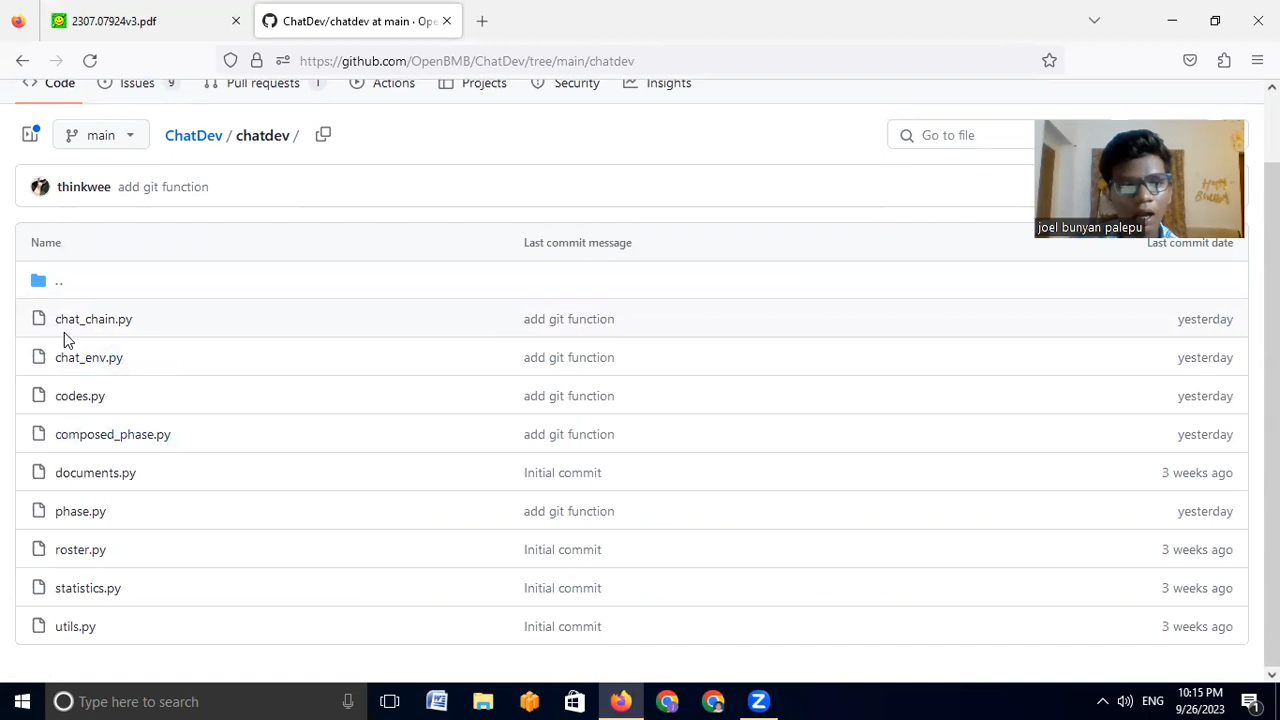 2307.07924v3.pdf
ChatDev/chatdev at main · Ope
https://github.com/OpenBMB/ChatDev/tree/main/chatdev
Code
Issues 9
Pull requests 1
Actions
Projects
Security
Insights
main
ChatDev / chatdev /
Go to file
thinkwee add git function
joel bunyan palepu
Name Last commit message Last commit date
..
chat_chain.py add git function yesterday
chat_env.py add git function yesterday
codes.py add git function yesterday
composed_phase.py add git function yesterday
documents.py Initial commit 3 weeks ago
phase.py add git function yesterday
roster.py Initial commit 3 weeks ago
statistics.py Initial commit 3 weeks ago
utils.py Initial commit 3 weeks ago
Type here to search
ENG
10:15 PM
9/26/2023
1